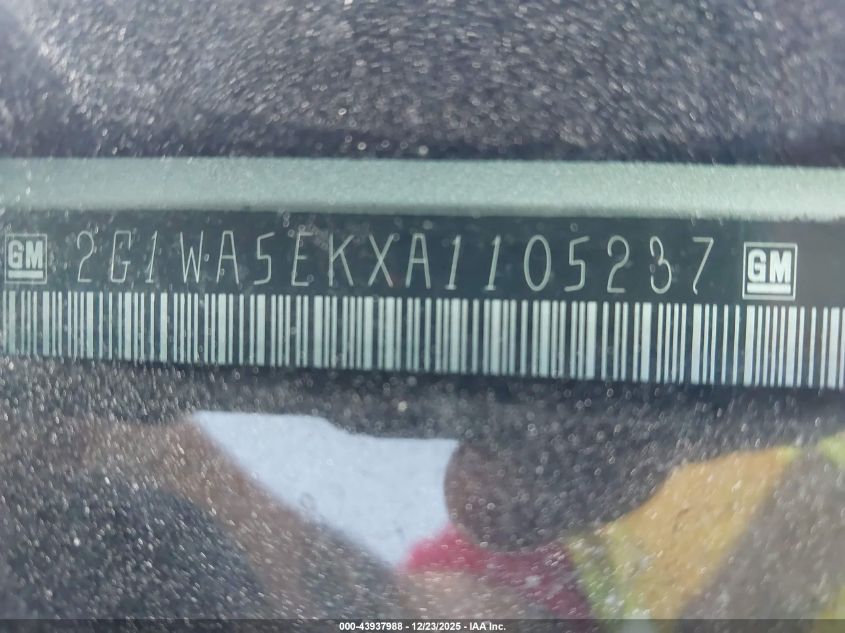 GM 2G1WA5EKXA1105237 GM
000-43937988 - 12/23/2025 - IAA Inc.